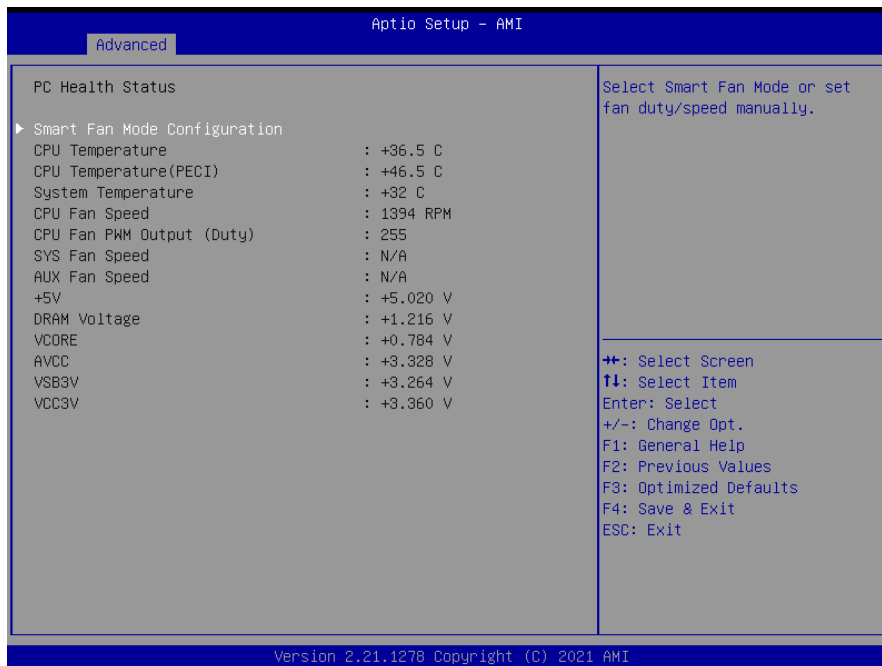 Aptio Setup – AMI
Advanced
PC Health Status
Smart Fan Mode Configuration
CPU Temperature : +36.5 C
CPU Temperature(PECI) : +46.5 C
System Temperature : +32 C
CPU Fan Speed : 1394 RPM
CPU Fan PWM Output (Duty) : 255
SYS Fan Speed : N/A
AUX Fan Speed : N/A
+5V : +5.020 V
DRAM Voltage : +1.216 V
VCORE : +0.784 V
AVCC : +3.328 V
VSB3V : +3.264 V
VCC3V : +3.360 V
Select Smart Fan Mode or set
fan duty/speed manually.
→←: Select Screen
↑↓: Select Item
Enter: Select
+/-: Change Opt.
F1: General Help
F2: Previous Values
F3: Optimized Defaults
F4: Save & Exit
ESC: Exit
Version 2.21.1278 Copyright (C) 2021 AMI